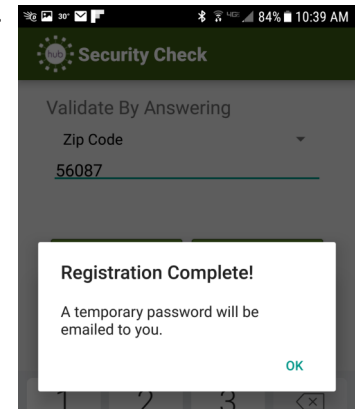 30° 4G 84% 10:39 AM
hub Security Check
Validate By Answering
Zip Code
56087
Registration Complete!
A temporary password will be
emailed to you.
OK
1 2 3